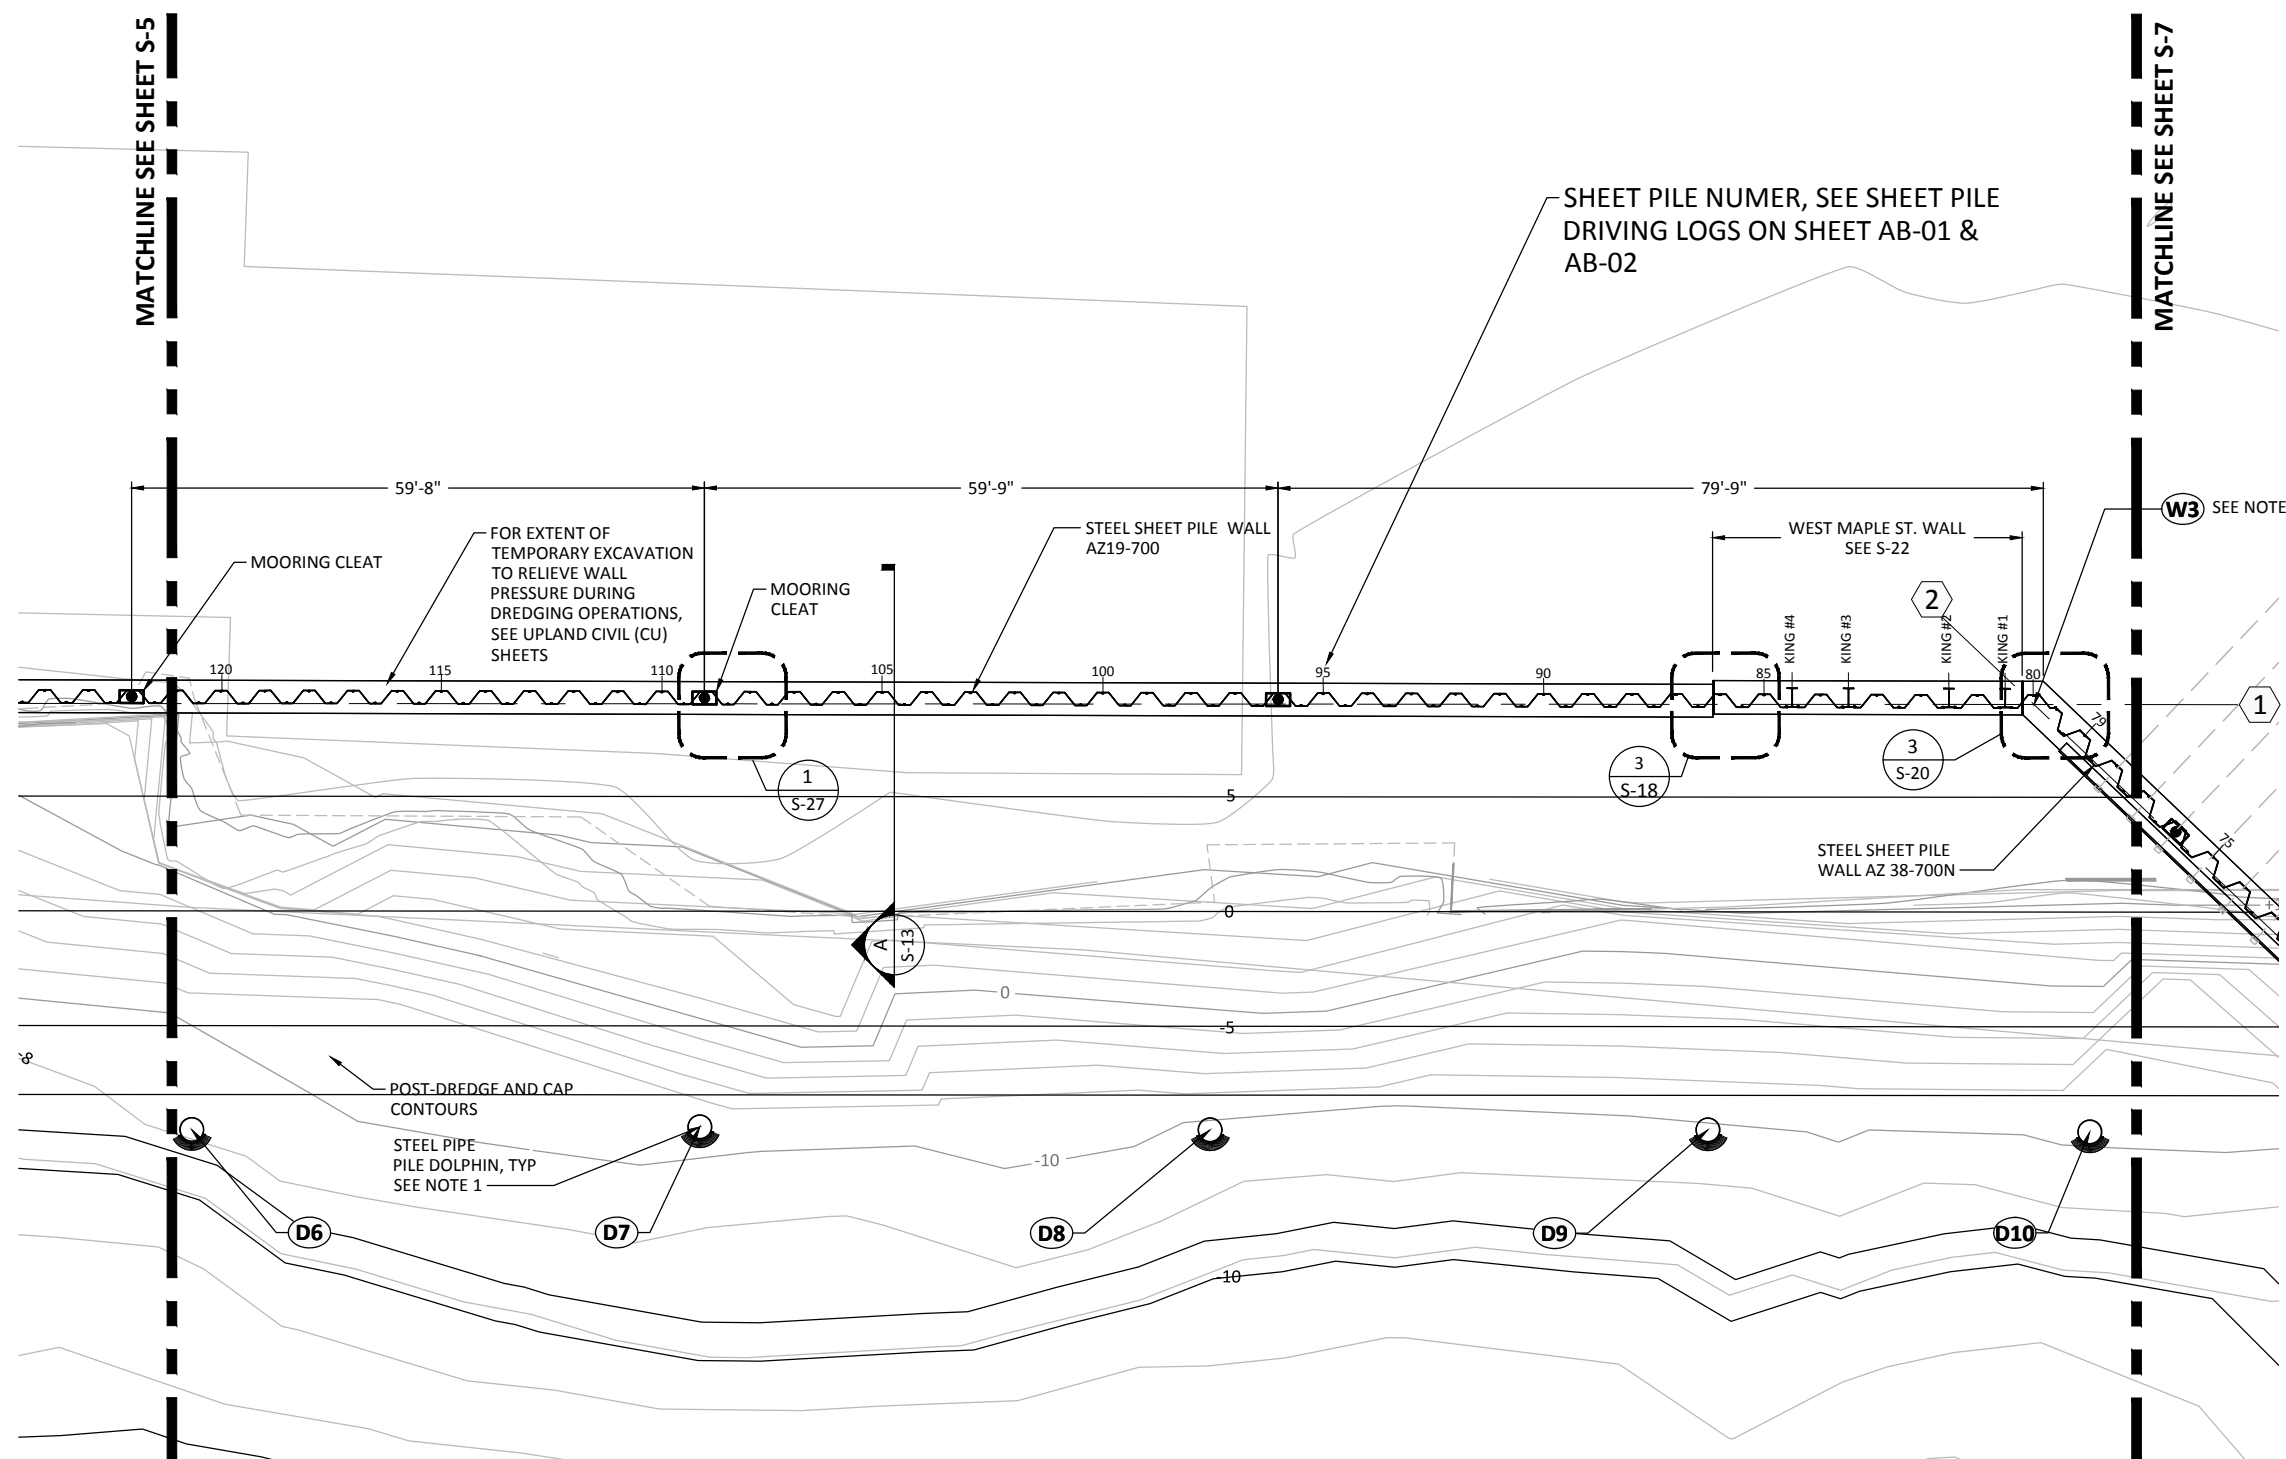 MATCHLINE SEE SHEET S-5
MATCHLINE SEE SHEET S-7
SHEET PILE NUMER, SEE SHEET PILE
DRIVING LOGS ON SHEET AB-01 &
AB-02
59'-8"
59'-9"
79'-9"
W3 SEE NOTE
MOORING CLEAT
FOR EXTENT OF
TEMPORARY EXCAVATION
TO RELIEVE WALL
PRESSURE DURING
DREDGING OPERATIONS,
SEE UPLAND CIVIL (CU)
SHEETS
MOORING
CLEAT
STEEL SHEET PILE WALL
AZ19-700
WEST MAPLE ST. WALL
SEE S-22
2
KING #4
KING #3
KING #2
KING #1
120
115
110
105
100
95
90
85
80
79
75
1
1
S-27
3
S-18
3
S-20
5
STEEL SHEET PILE
WALL AZ 38-700N
0
A
S-13
0
-5
-8
POST-DREDGE AND CAP
CONTOURS
STEEL PIPE
PILE DOLPHIN, TYP
SEE NOTE 1
-10
D6
D7
D8
D9
D10
-10